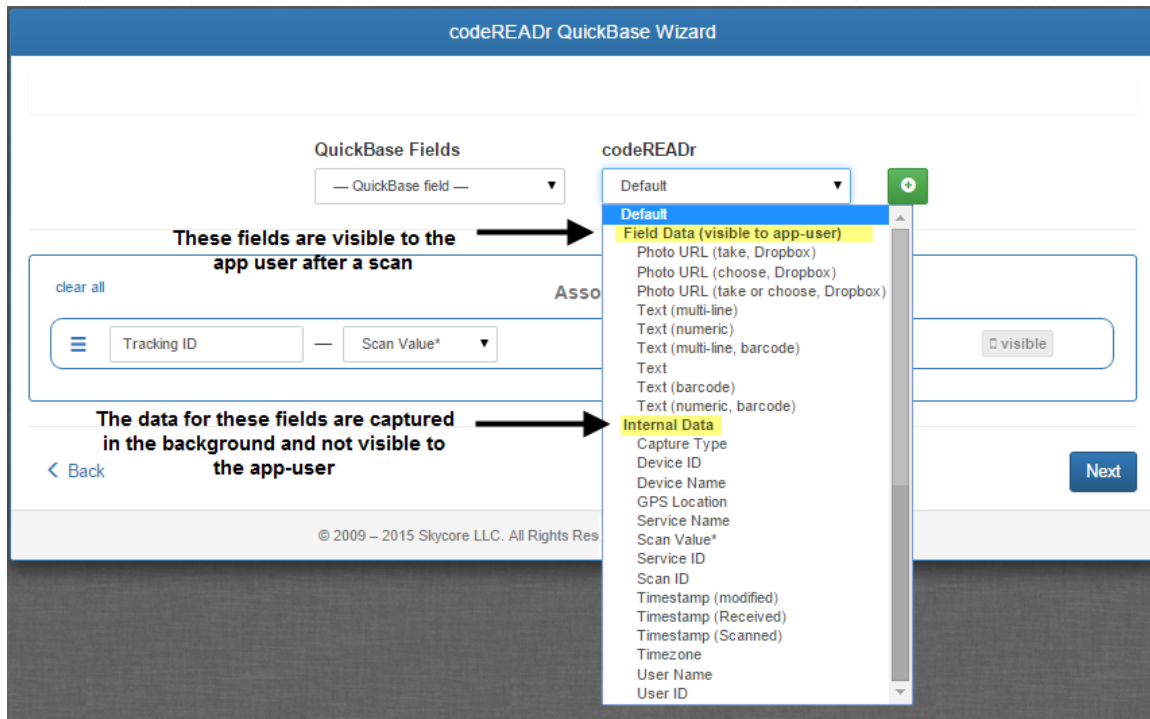 codeREADr QuickBase Wizard
QuickBase Fields
codeREADr
— QuickBase field —
Default
Default
Field Data (visible to app-user)
Photo URL (take, Dropbox)
Photo URL (choose, Dropbox)
Photo URL (take or choose, Dropbox)
Text (multi-line)
Text (numeric)
Text (multi-line, barcode)
Text
Text (barcode)
Text (numeric, barcode)
Internal Data
Capture Type
Device ID
Device Name
GPS Location
Service Name
Scan Value*
Service ID
Scan ID
Timestamp (modified)
Timestamp (Received)
Timestamp (Scanned)
Timezone
User Name
User ID
These fields are visible to the
app user after a scan
clear all
Asso
Tracking ID
—
Scan Value*
visible
The data for these fields are captured
in the background and not visible to
the app-user
Back
Next
© 2009 – 2015 Skycore LLC. All Rights Res